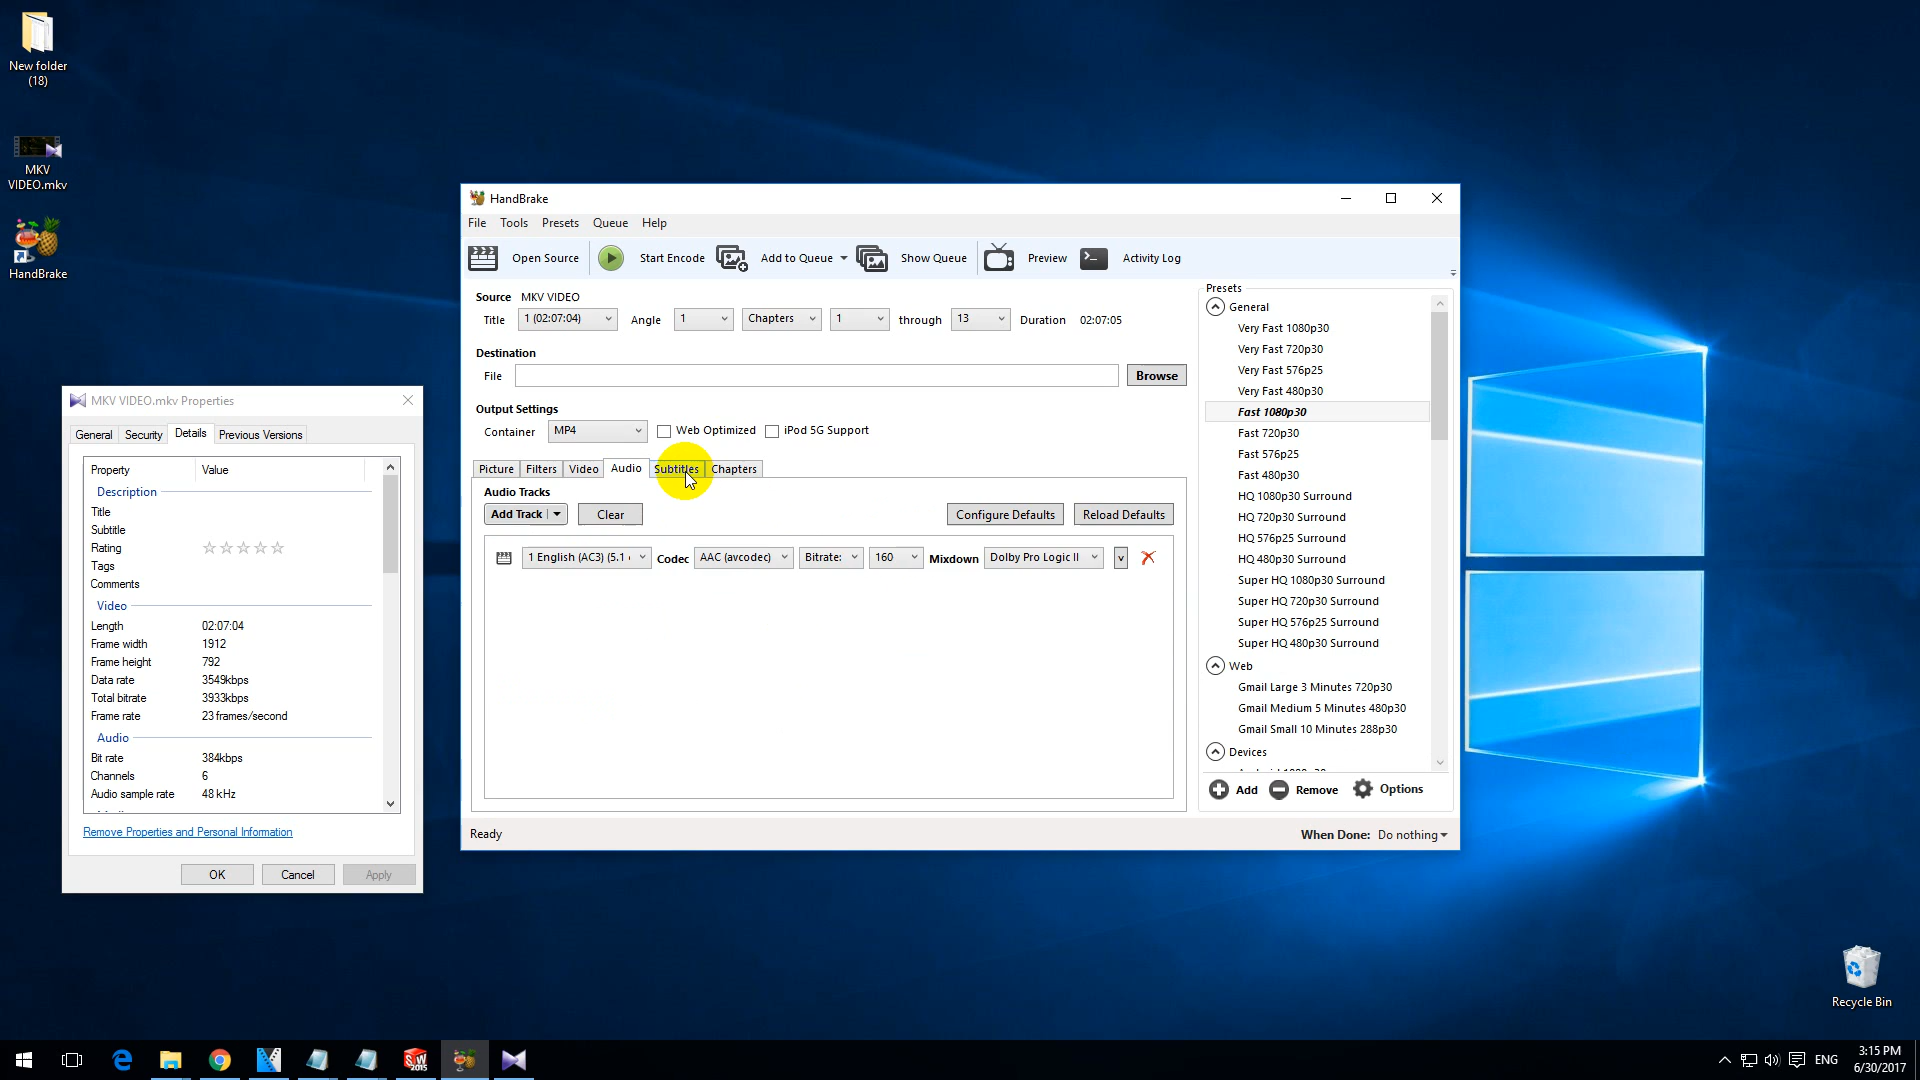 New folder
(18)
MKV
VIDEO.mkv
HandBrake
MKV VIDEO.mkv Properties
General Security Details Previous Versions
Property Value
Description
Title
Subtitle
Rating
Tags
Comments
Video
Length 02:07:04
Frame width 1912
Frame height 792
Data rate 3549kbps
Total bitrate 3933kbps
Frame rate 23 frames/second
Audio
Bit rate 384kbps
Channels 6
Audio sample rate 48 kHz
Remove Properties and Personal Information
OK Cancel Apply
HandBrake
File Tools Presets Queue Help
Open Source Start Encode Add to Queue Show Queue Preview Activity Log
Source MKV VIDEO
Title 1 (02:07:04) Angle 1 Chapters 1 through 13 Duration 02:07:05
Destination
File Browse
Output Settings
Container MP4 Web Optimized iPod 5G Support
Picture Filters Video Audio Subtitles Chapters
Audio Tracks
Add Track Clear Configure Defaults Reload Defaults
1 English (AC3) (5.1 Codec AAC (avcodec) Bitrate: 160 Mixdown Dolby Pro Logic II v
Presets
General
Very Fast 1080p30
Very Fast 720p30
Very Fast 576p25
Very Fast 480p30
Fast 1080p30
Fast 720p30
Fast 576p25
Fast 480p30
HQ 1080p30 Surround
HQ 720p30 Surround
HQ 576p25 Surround
HQ 480p30 Surround
Super HQ 1080p30 Surround
Super HQ 720p30 Surround
Super HQ 576p25 Surround
Super HQ 480p30 Surround
Web
Gmail Large 3 Minutes 720p30
Gmail Medium 5 Minutes 480p30
Gmail Small 10 Minutes 288p30
Devices
Add Remove Options
Ready When Done: Do nothing
Recycle Bin
SW
2015
ENG
3:15 PM
6/30/2017